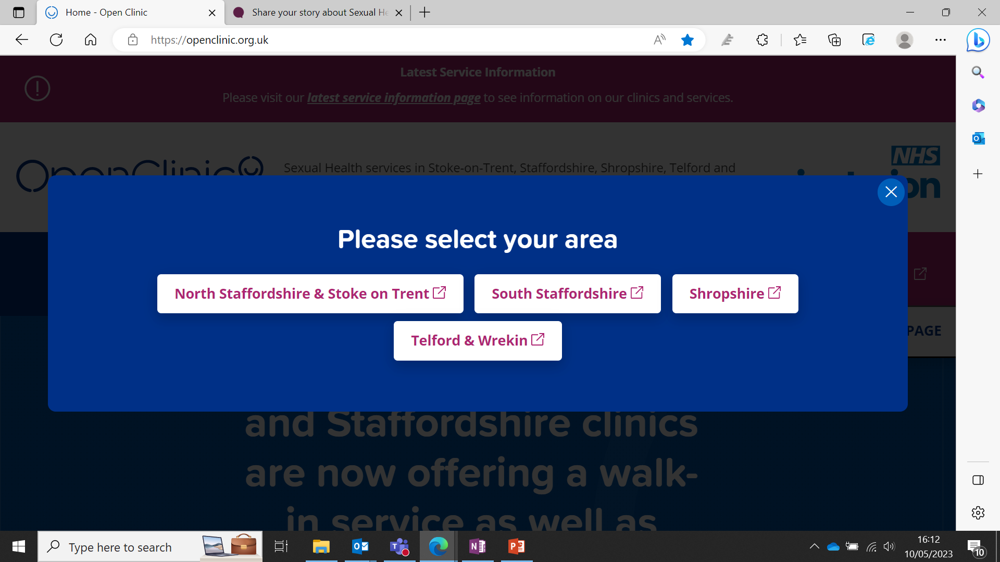 Home - Open Clinic
Share your story about Sexual He
https://openclinic.org.uk
Latest Service Information
Please visit our latest service information page to see information on our clinics and services.
OpenClinic
Sexual Health services in Stoke-on-Trent, Staffordshire, Shropshire, Telford and
NHS
Please select your area
North Staffordshire & Stoke on Trent
South Staffordshire
Shropshire
Telford & Wrekin
PAGE
and Staffordshire clinics
are now offering a walk-
in service as well as
Type here to search
16:12
10/05/2023
10